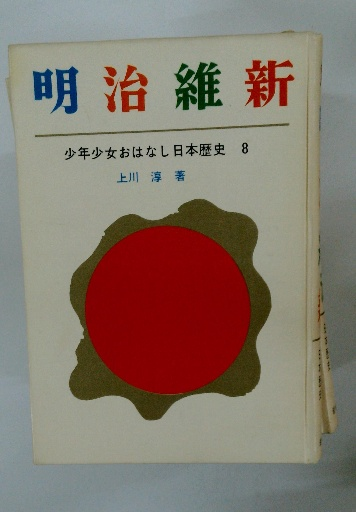 明治維新
少年少女おはなし日本歴史 8
上川 淳 著